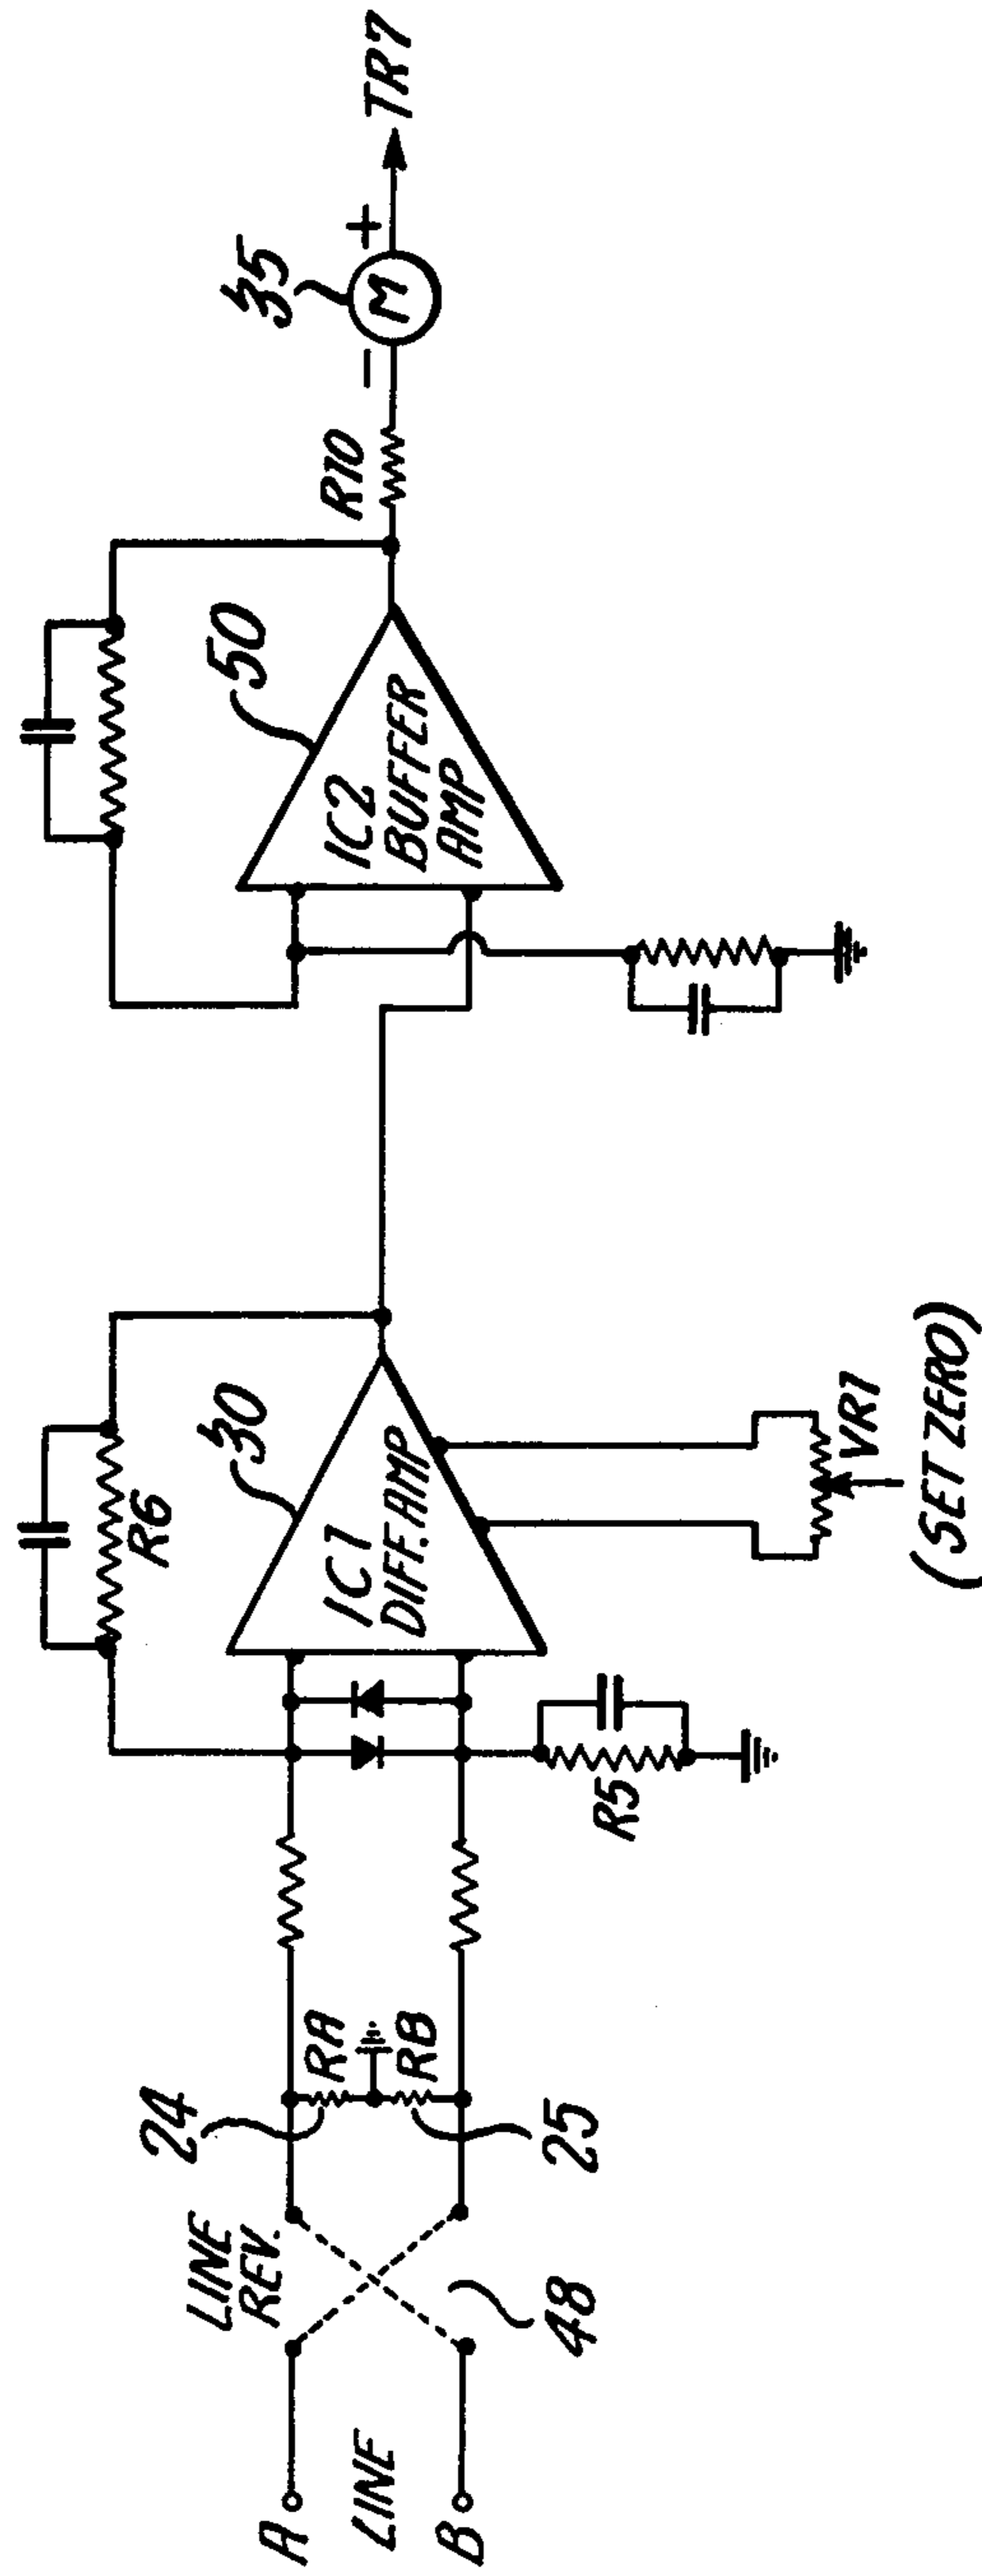 A
LINE
B
LINE
REV.
48
24
RA
RB
25
R5
R6
30
IC1
DIFF. AMP
VR1
(SET ZERO)
50
IC2
BUFFER
AMP
R10
35
-
M
+
TR7